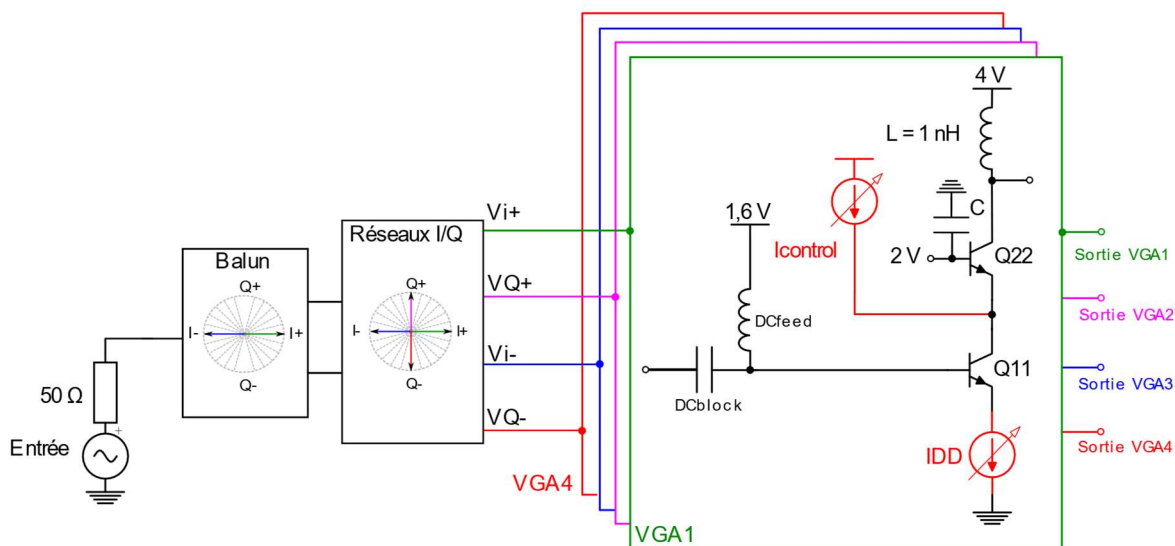 4 V
L = 1 nH
C
1,6 V
Icontrol
2 V
Q22
Sortie VGA1
Vi+
Réseaux I/Q
Balun
Q+
I-
I+
Q-
Q+
I-
I+
Q-
VQ+
Sortie VGA2
DCfeed
Vi-
Q11
Sortie VGA3
50 Ω
DCblock
VQ-
Sortie VGA4
Entrée
+
IDD
VGA4
VGA1